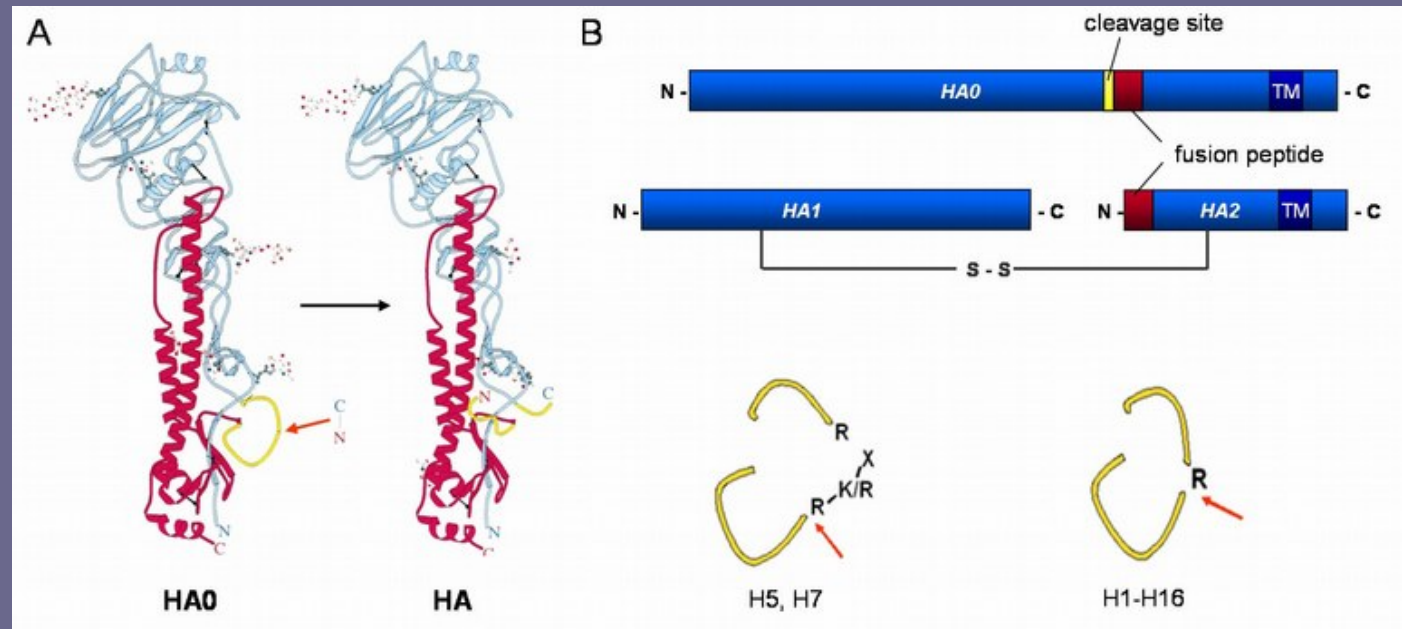 A
C
N
N
C
N
C
N
C
HA0
HA
B
cleavage site
N - HA0 TM - C
fusion peptide
N - HA1 - C N - HA2 TM - C
S - S
R
X
K/R
R
H5, H7
R
H1-H16